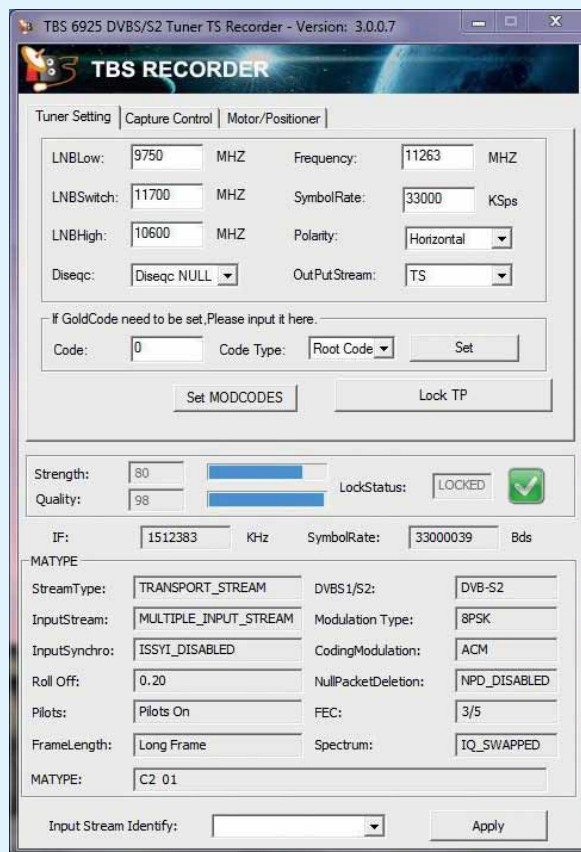 TBS 6925 DVBS/S2 Tuner TS Recorder - Version: 3.0.0.7
TBS RECORDER
Tuner Setting Capture Control Motor/Positioner
LNBLow: 9750 MHZ Frequency: 11263 MHZ
LNBSwitch: 11700 MHZ SymbolRate: 33000 KSps
LNBHigh: 10600 MHZ Polarity: Horizontal
Diseqc: Diseqc NULL OutPutStream: TS
If GoldCode need to be set,Please input it here.
Code: 0 Code Type: Root Code Set
Set MODCODES Lock TP
Strength: 80
Quality: 98 LockStatus: LOCKED
IF: 1512383 KHz SymbolRate: 33000039 Bds
MATYPE
StreamType: TRANSPORT_STREAM DVBS1/S2: DVB-S2
InputStream: MULTIPLE_INPUT_STREAM Modulation Type: 8PSK
InputSynchro: ISSYI_DISABLED CodingModulation: ACM
Roll Off: 0.20 NullPacketDeletion: NPD_DISABLED
Pilots: Pilots On FEC: 3/5
FrameLength: Long Frame Spectrum: IQ_SWAPPED
MATYPE: C2 01
Input Stream Identify: Apply